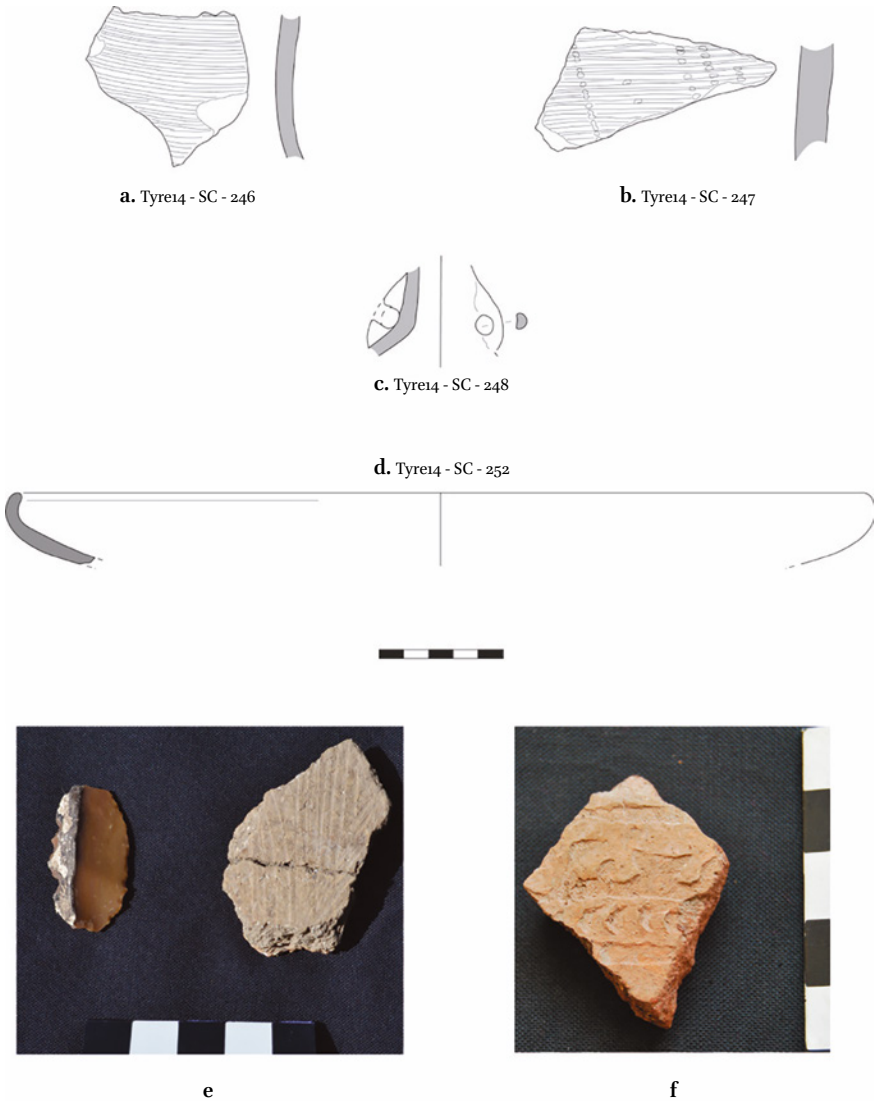 a. Tyre14 - SC - 246
b. Tyre14 - SC - 247
c. Tyre14 - SC - 248
d. Tyre14 - SC - 252
e
f